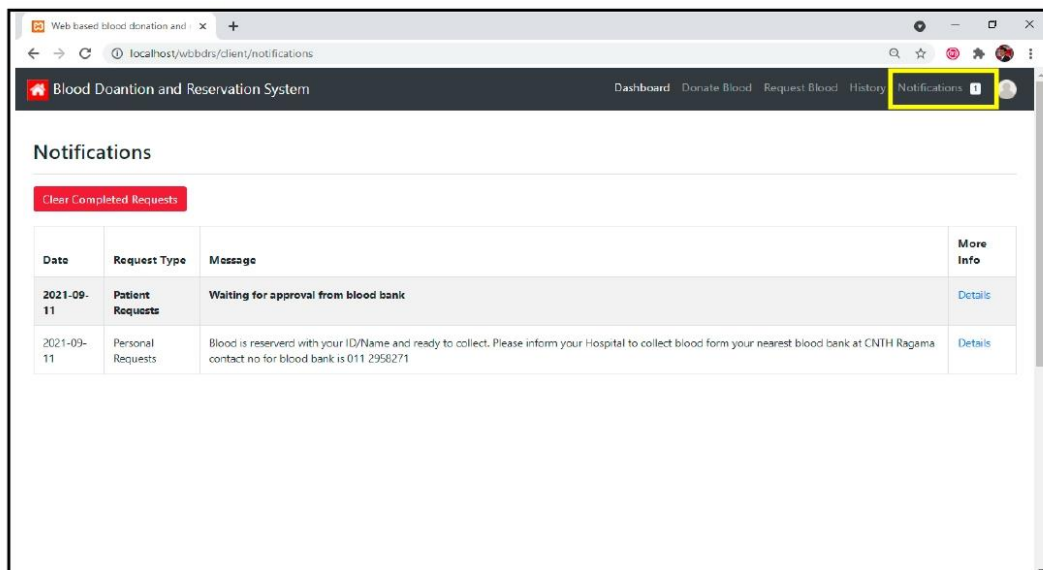 Web based blood donation and
localhost/wbbdrs/client/notifications
Blood Doantion and Reservation System
Dashboard Donate Blood Request Blood History Notifications 1
Notifications
Clear Completed Requests
Date Request Type Message More Info
2021-09-11 Patient Requests Waiting for approval from blood bank Details
2021-09-11 Personal Requests Blood is reserverd with your ID/Name and ready to collect. Please inform your Hospital to collect blood form your nearest blood bank at CNTH Ragama
contact no for blood bank is 011 2958271 Details